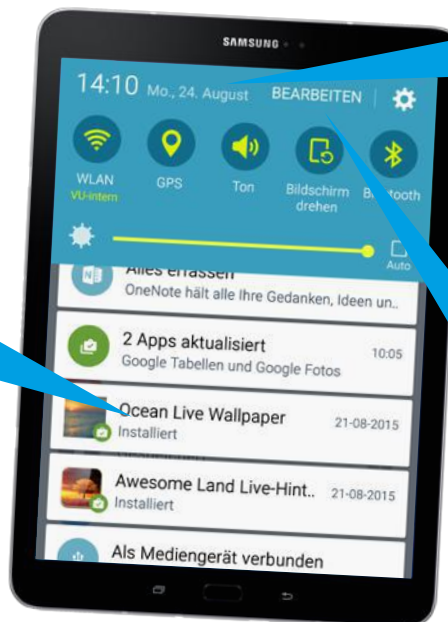 SAMSUNG
14:10 Mo., 24. August BEARBEITEN
WLAN
VU-intern
GPS
Ton
Bildschirm
drehen
Auto
Alles erfassen
OneNote hält alle Ihre Gedanken, Ideen un..
2 Apps aktualisiert 10:05
Google Tabellen und Google Fotos
Ocean Live Wallpaper 21-08-2015
Installiert
Awesome Land Live-Hint.. 21-08-2015
Installiert
Als Mediengerät verbunden